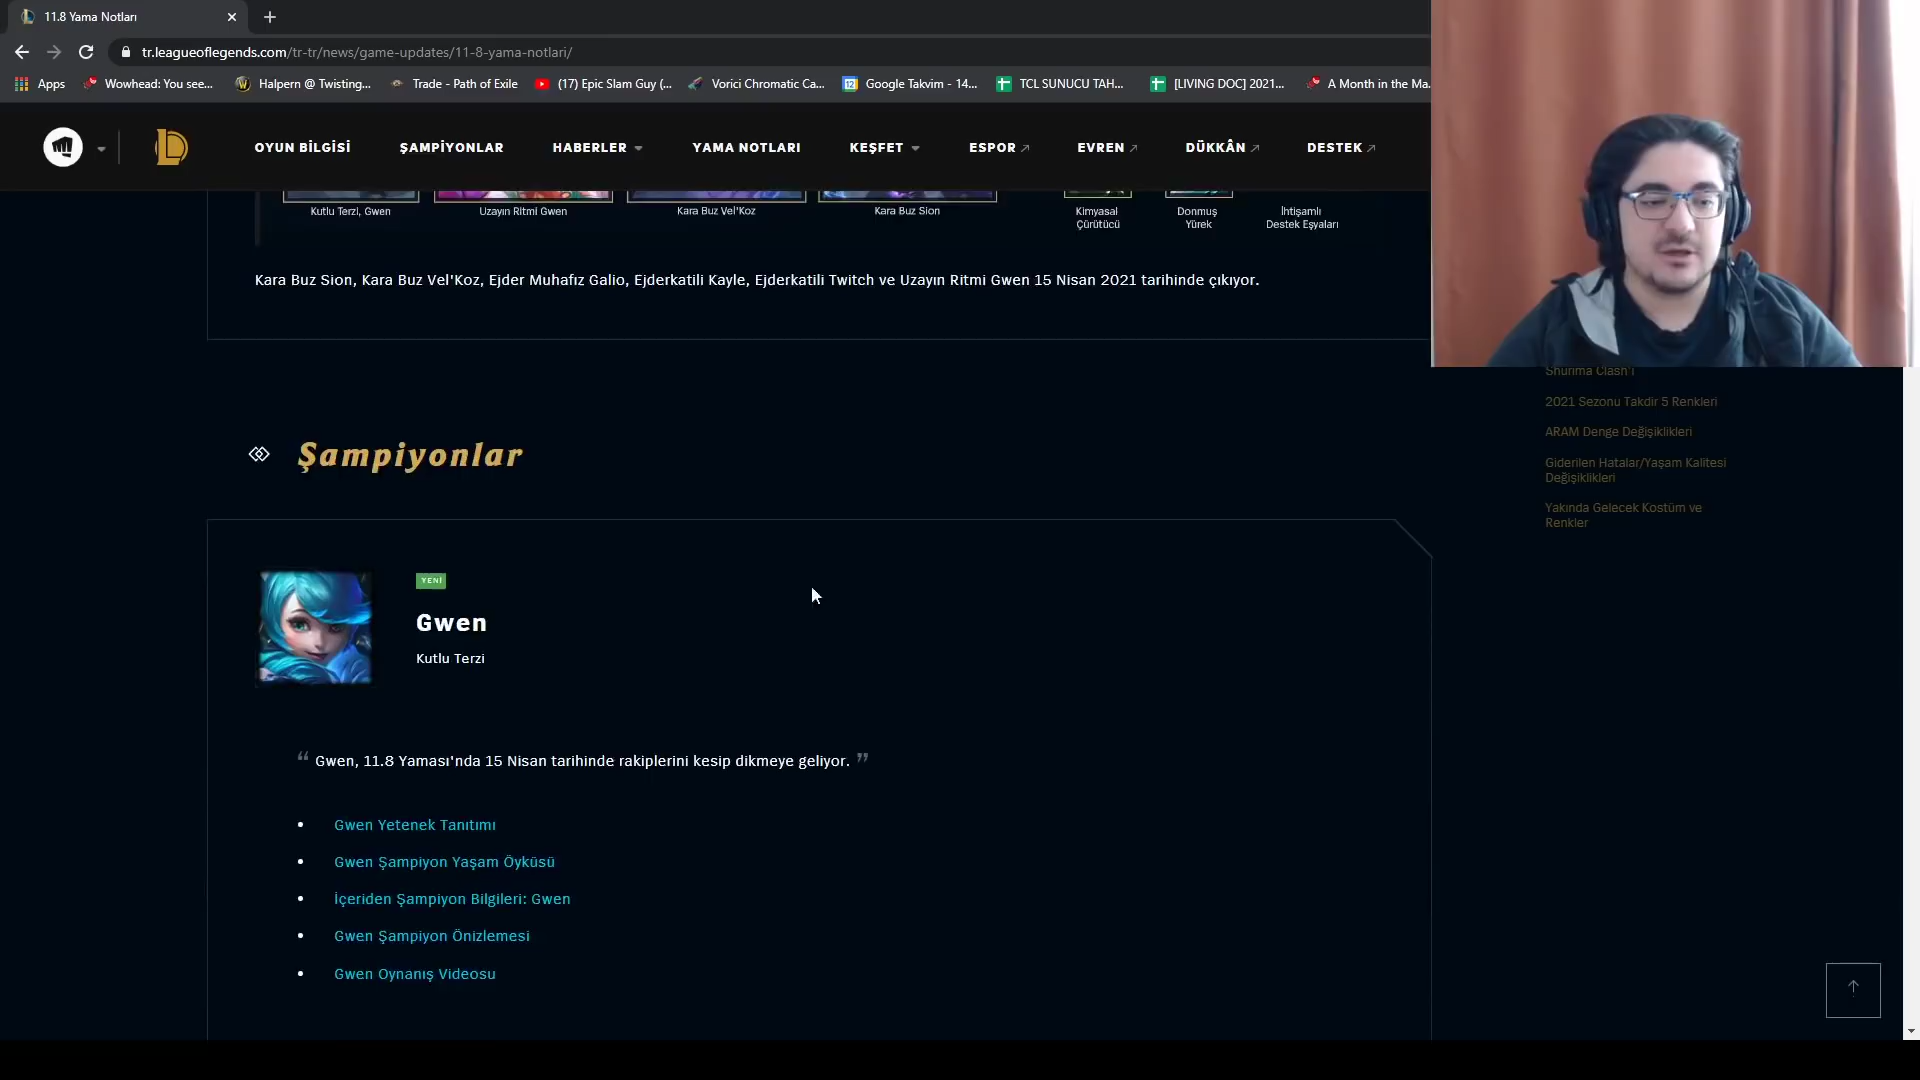 11.8 Yama Notları
tr.leagueoflegends.com/tr-tr/news/game-updates/11-8-yama-notlari/
Apps
Wowhead: You see...
Halpern @ Twisting...
Trade - Path of Exile
(17) Epic Slam Guy (...
Vorici Chromatic Ca...
Google Takvim - 14...
TCL SUNUCU TAH...
[LIVING DOC] 2021...
A Month in the Ma...
OYUN BİLGİSİ
ŞAMPİYONLAR
HABERLER
YAMA NOTLARI
KEŞFET
ESPOR
EVREN
DÜKKÂN
DESTEK
Kutlu Terzi, Gwen
Uzayın Ritmi Gwen
Kara Buz Vel'Koz
Kara Buz Sion
Kimyasal
Çürütücü
Donmuş
Yürek
İhtişamlı
Destek Eşyaları
Kara Buz Sion, Kara Buz Vel'Koz, Ejder Muhafız Galio, Ejderkatili Kayle, Ejderkatili Twitch ve Uzayın Ritmi Gwen 15 Nisan 2021 tarihinde çıkıyor.
Shurima Clash'i
2021 Sezonu Takdir 5 Renkleri
ARAM Denge Değişiklikleri
Giderilen Hatalar/Yaşam Kalitesi
Değişiklikleri
Yakında Gelecek Kostüm ve
Renkler
Şampiyonlar
YENİ
Gwen
Kutlu Terzi
“ Gwen, 11.8 Yaması'nda 15 Nisan tarihinde rakiplerini kesip dikmeye geliyor. ”
• Gwen Yetenek Tanıtımı
• Gwen Şampiyon Yaşam Öyküsü
• İçeriden Şampiyon Bilgileri: Gwen
• Gwen Şampiyon Önizlemesi
• Gwen Oynanış Videosu